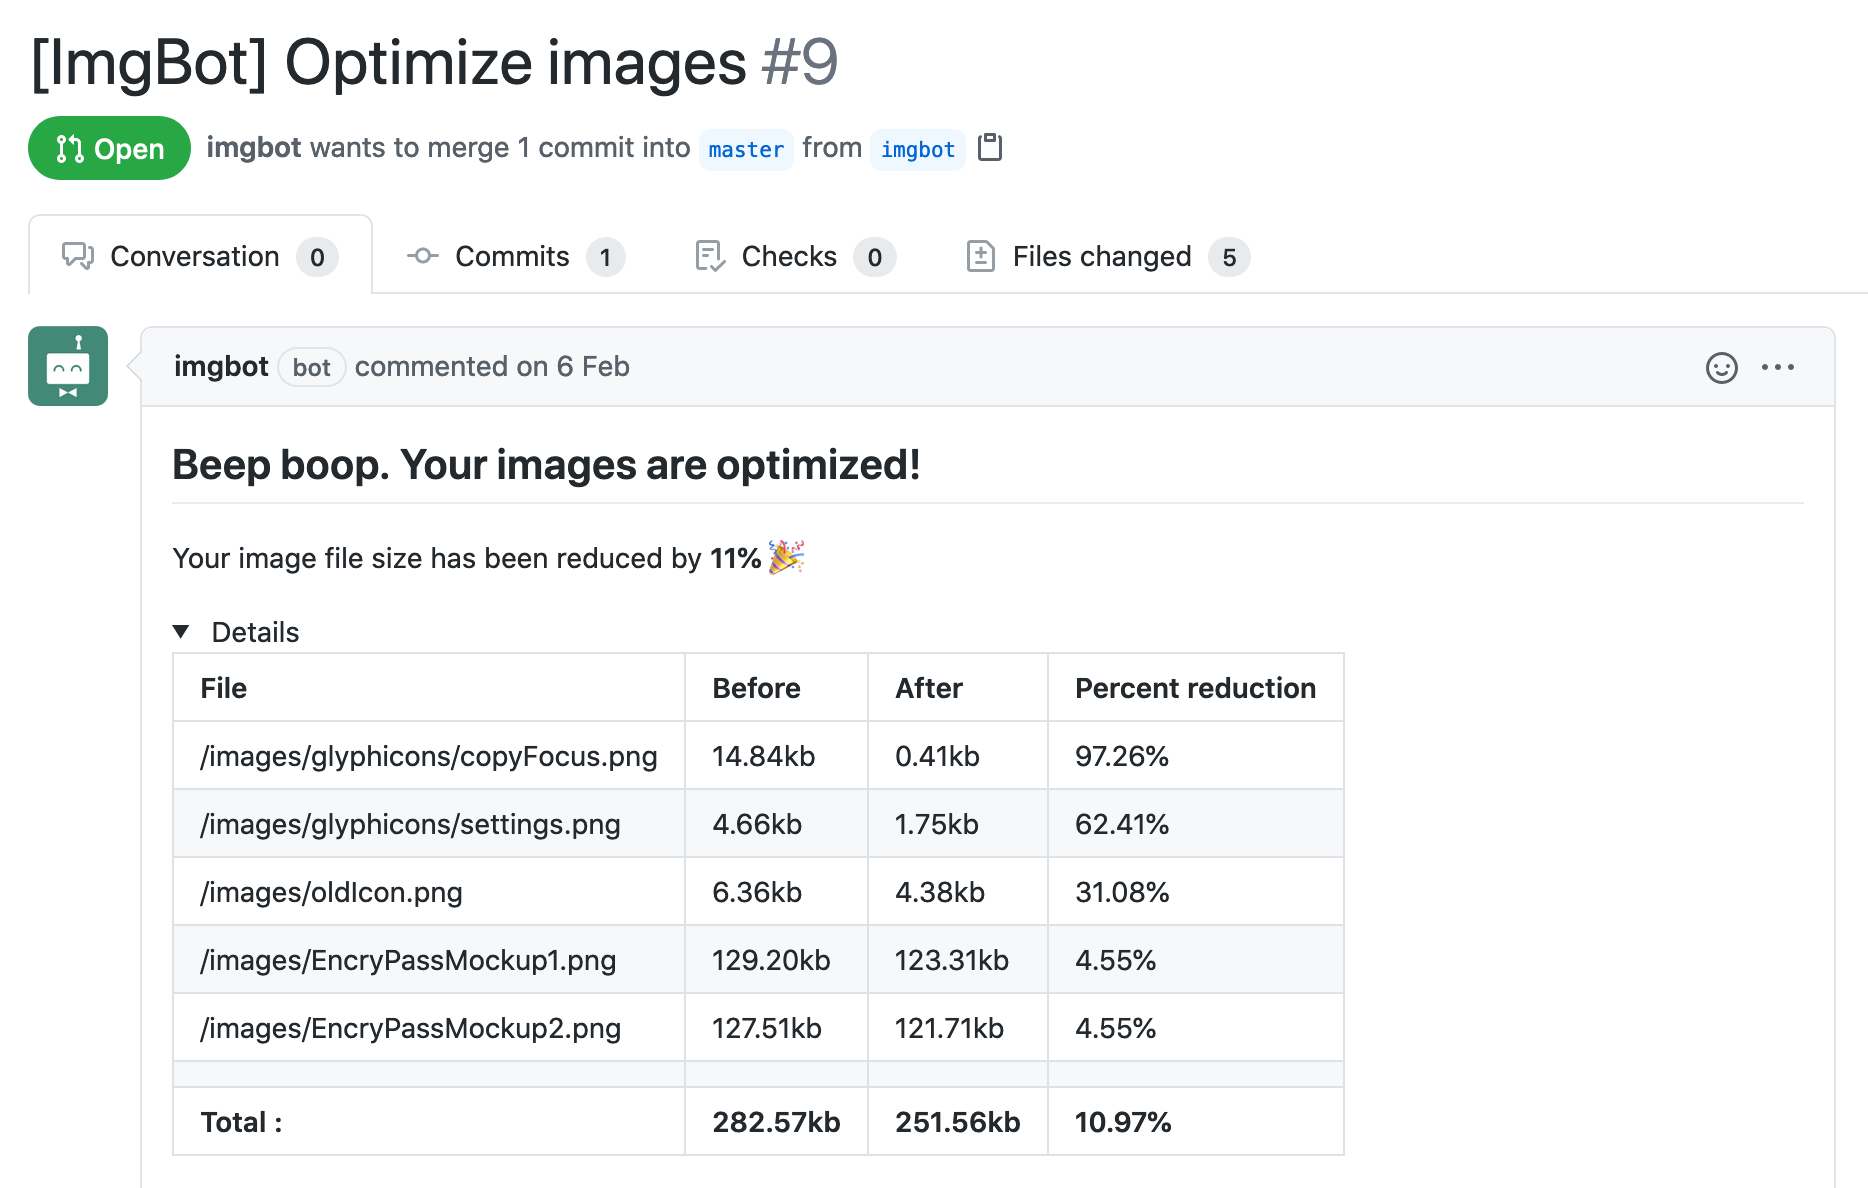 [ImgBot] Optimize images #9
Open imgbot wants to merge 1 commit into master from imgbot
Conversation 0 Commits 1 Checks 0 Files changed 5
imgbot bot commented on 6 Feb
Beep boop. Your images are optimized!
Your image file size has been reduced by 11% 🎉
Details
File Before After Percent reduction
/images/glyphicons/copyFocus.png 14.84kb 0.41kb 97.26%
/images/glyphicons/settings.png 4.66kb 1.75kb 62.41%
/images/oldIcon.png 6.36kb 4.38kb 31.08%
/images/EncryPassMockup1.png 129.20kb 123.31kb 4.55%
/images/EncryPassMockup2.png 127.51kb 121.71kb 4.55%
Total : 282.57kb 251.56kb 10.97%